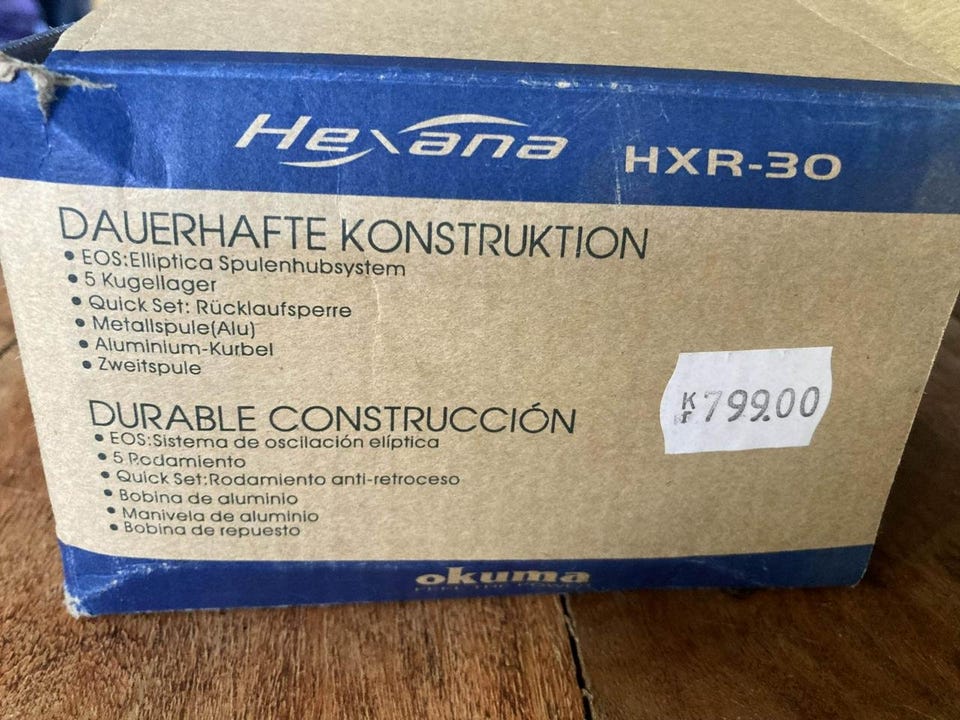 Hexana HXR-30
DAUERHAFTE KONSTRUKTION
• EOS:Elliptica Spulenhubsystem
• 5 Kugellager
• Quick Set: Rücklaufsperre
• Metallspule(Alu)
• Aluminium-Kurbel
• Zweitspule
K 799.00
DURABLE CONSTRUCCIÓN
• EOS:Sistema de oscilación elíptica
• 5 Rodamiento
• Quick Set:Rodamiento anti-retroceso
• Bobina de aluminio
• Manivela de aluminio
• Bobina de repuesto
okuma